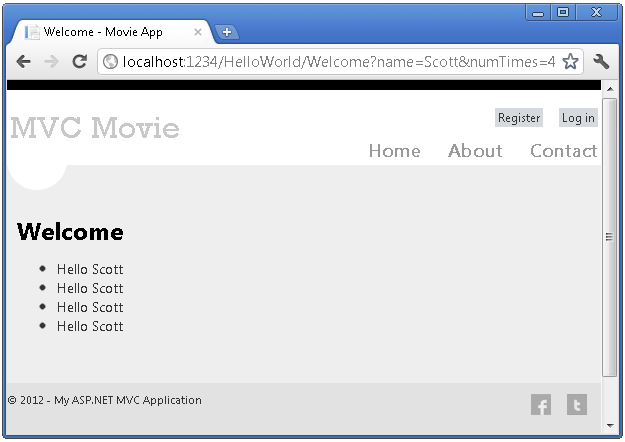 Welcome - Movie App
localhost:1234/HelloWorld/Welcome?name=Scott&numTimes=4
Register Log in
MVC Movie
Home About Contact
Welcome
Hello Scott
Hello Scott
Hello Scott
Hello Scott
© 2012 - My ASP.NET MVC Application